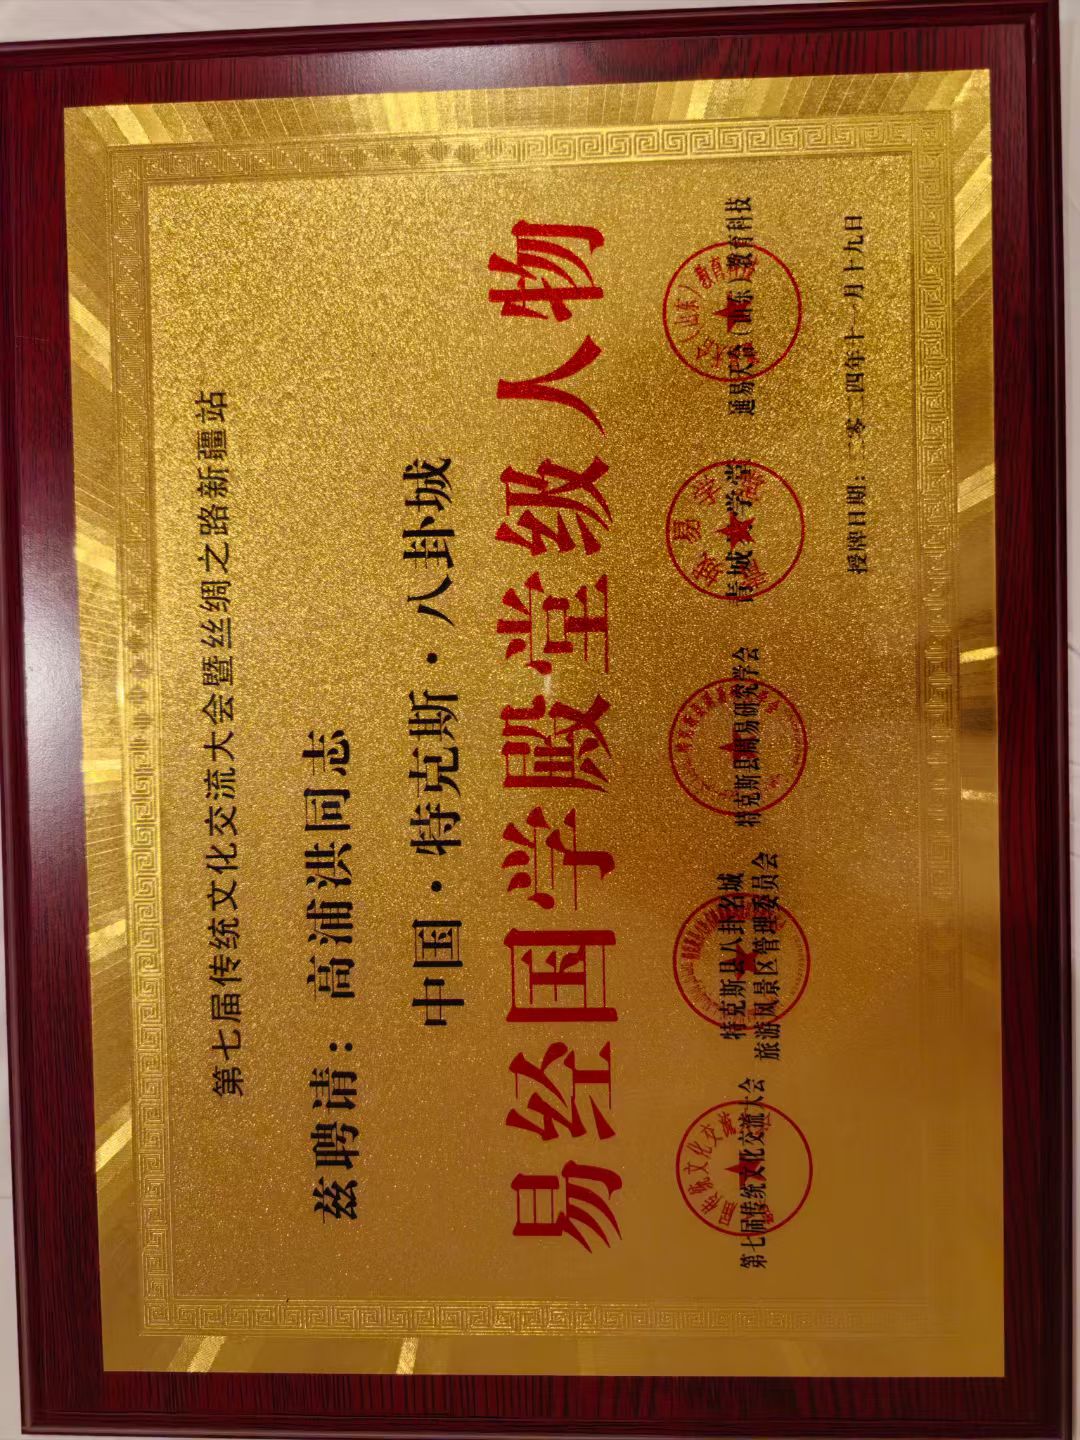 第七届传统文化交流大会暨丝绸之路新疆站
兹聘请：高浦洪同志
中国·特克斯·八卦城
易经国学殿堂级人物
第七届传统文化交流大会
特克斯县八卦名城
旅游风景区管理委员会
特克斯县周易研究学会
青城易学堂
通易天合（山东）教育科技
授牌日期：二零二四年十一月十九日